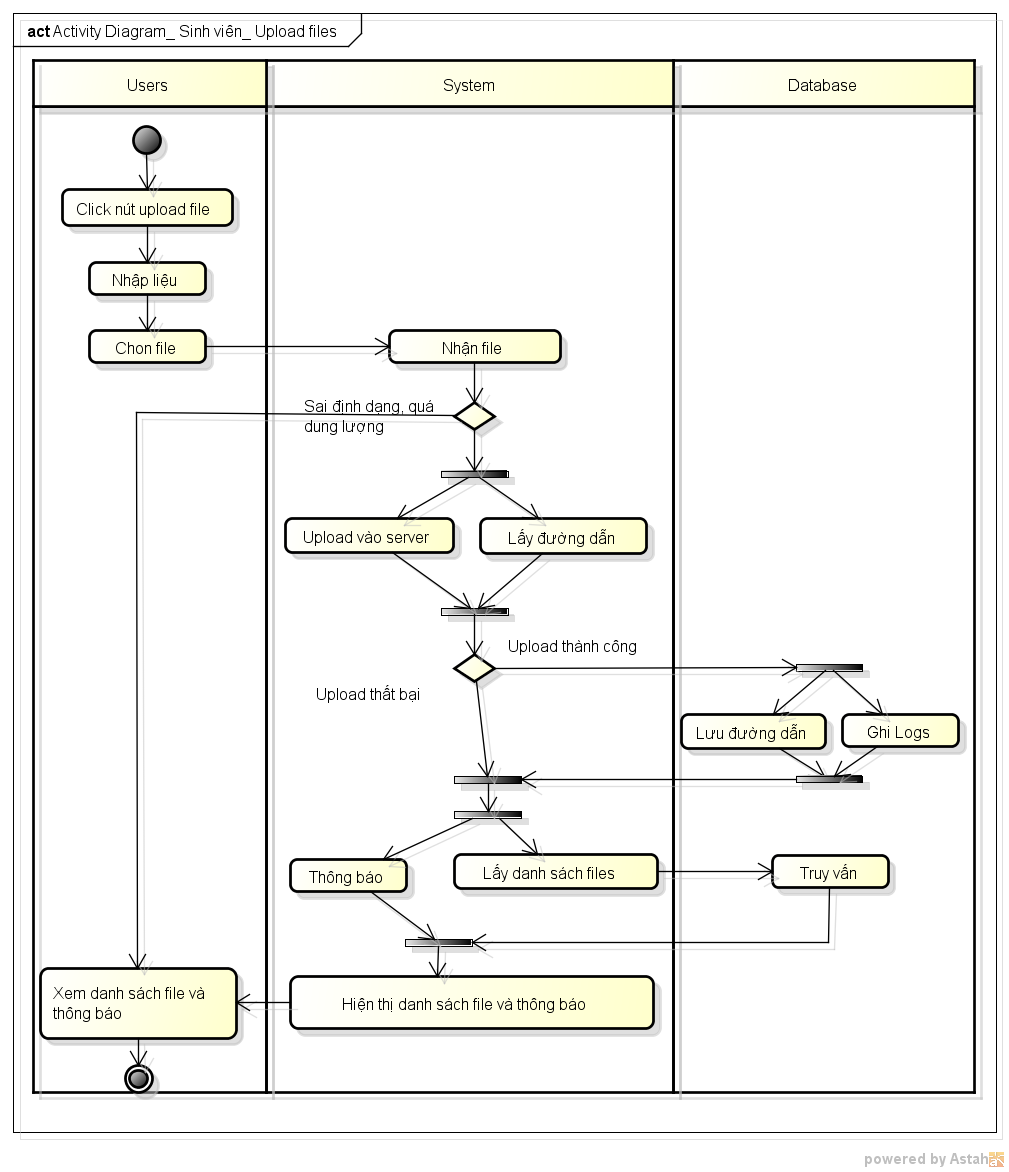 act Activity Diagram_ Sinh viên_ Upload files
Users
System
Database
Click nút upload file
Nhập liệu
Chon file
Nhận file
Sai định dạng, quá
dung lượng
Upload vào server
Lấy đường dẫn
Upload thành công
Upload thất bại
Lưu đường dẫn
Ghi Logs
Thông báo
Lấy danh sách files
Truy vấn
Xem danh sách file và
thông báo
Hiện thị danh sách file và thông báo
powered by Astah